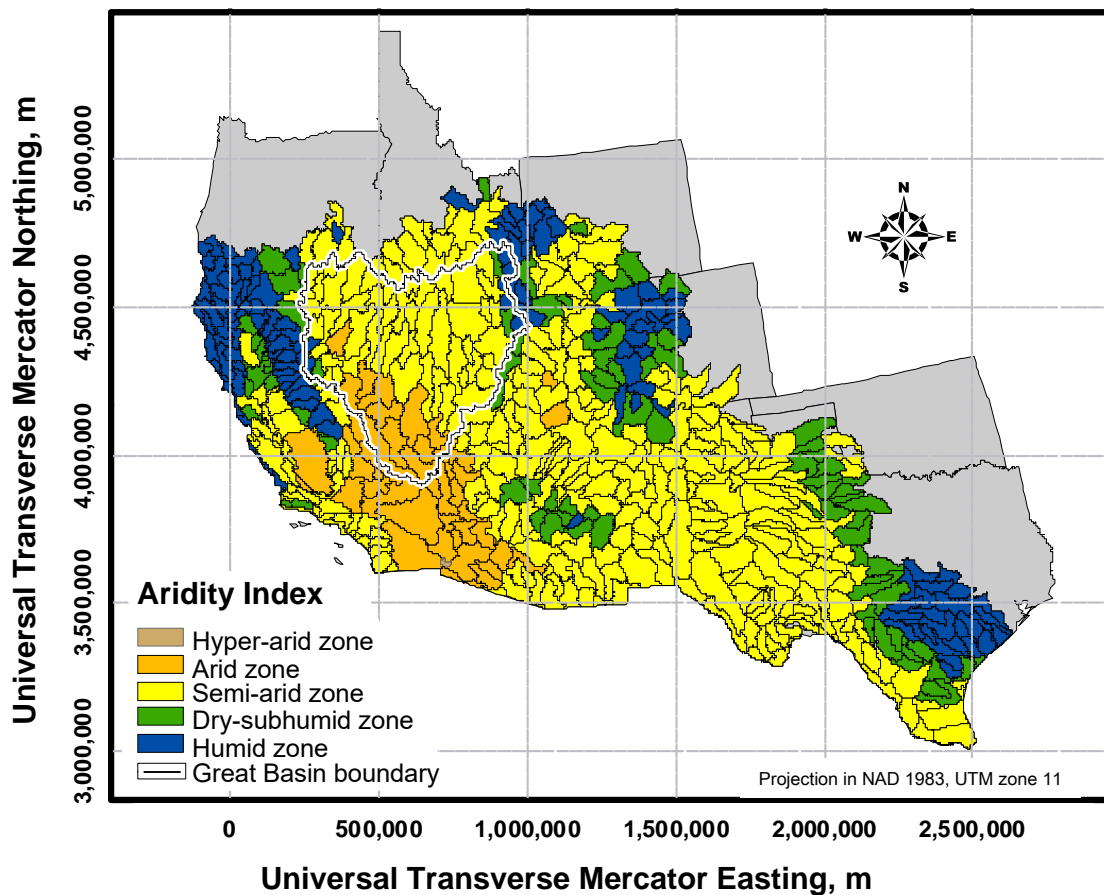 Universal Transverse Mercator Northing, m
5,000,000
4,500,000
4,000,000
3,500,000
3,000,000
N
W
E
S
Aridity Index
Hyper-arid zone
Arid zone
Semi-arid zone
Dry-subhumid zone
Humid zone
Great Basin boundary
Projection in NAD 1983, UTM zone 11
0
500,000
1,000,000
1,500,000
2,000,000
2,500,000
Universal Transverse Mercator Easting, m